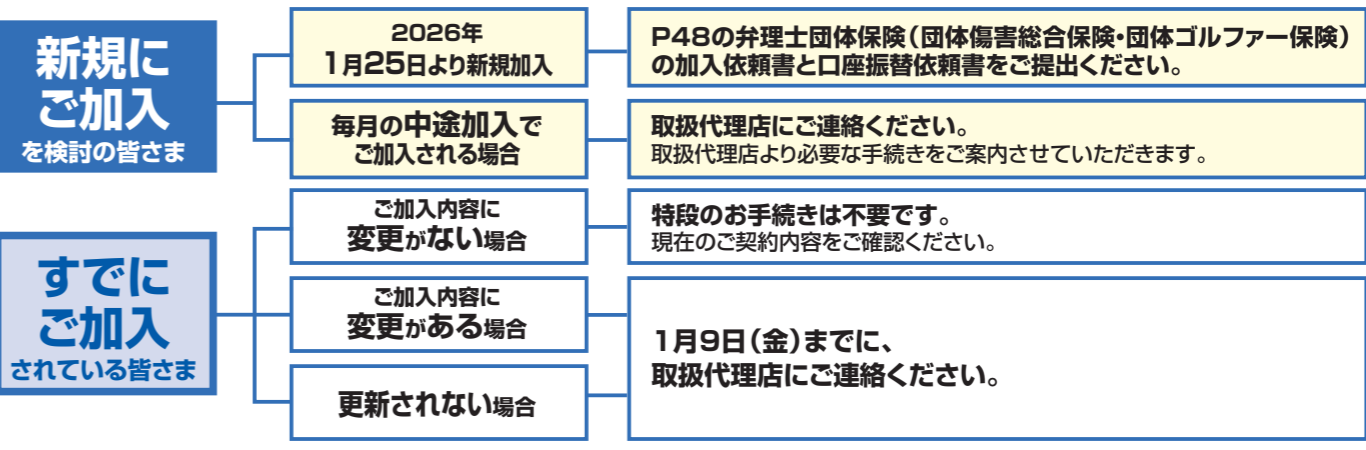 新規に
ご加入
を検討の皆さま
2026年
1月25日より新規加入
P48の弁理士団体保険(団体傷害総合保険・団体ゴルファー保険)
の加入依頼書と口座振替依頼書をご提出ください。
毎月の中途加入で
ご加入される場合
取扱代理店にご連絡ください。
取扱代理店より必要な手続きをご案内させていただきます。
すでに
ご加入
されている皆さま
ご加入内容に
変更がない場合
特段のお手続きは不要です。
現在のご契約内容をご確認ください。
ご加入内容に
変更がある場合
更新されない場合
1月9日(金)までに、
取扱代理店にご連絡ください。